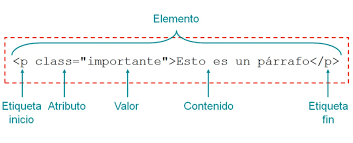 Elemento
<p class="importante">Esto es un párrafo</p>
Etiqueta inicio
Atributo
Valor
Contenido
Etiqueta fin